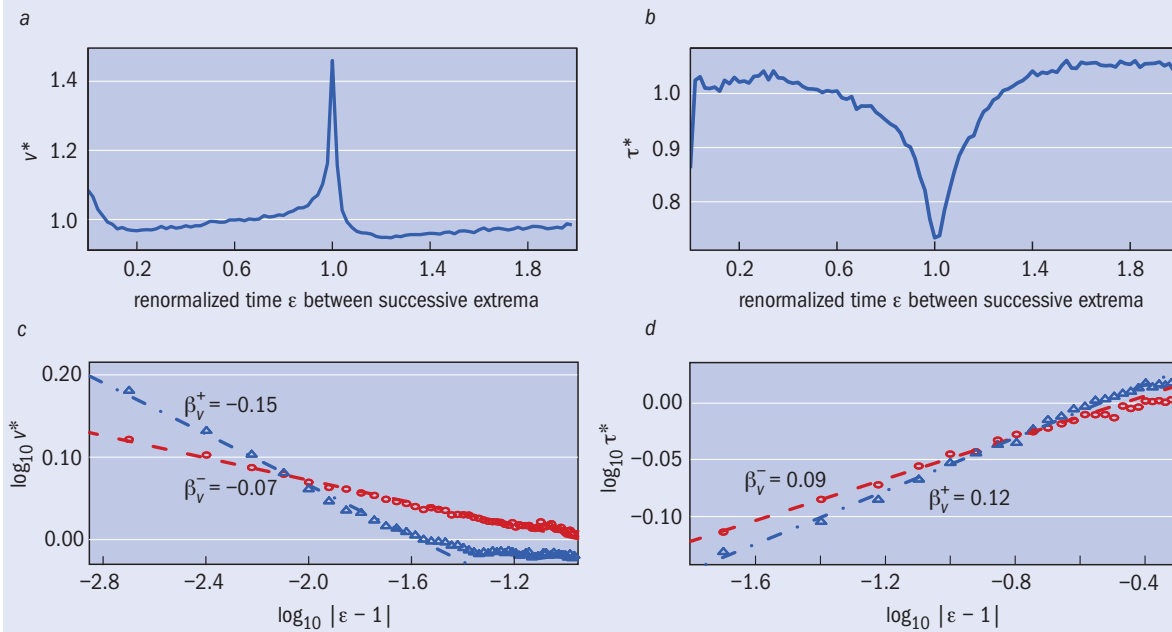 a
1.4
1.2
1.0
v*
0.2 0.6 1.0 1.4 1.8
renormalized time ε between successive extrema
b
1.0
0.9
0.8
τ*
0.2 0.6 1.0 1.4 1.8
renormalized time ε between successive extrema
c
0.20
0.10
0.00
log₁₀ v*
βᵥ⁺ = −0.15
βᵥ⁻ = −0.07
−2.8 −2.4 −2.0 −1.6 −1.2
log₁₀ |ε − 1|
d
0.00
−0.05
−0.10
log₁₀ τ*
βᵥ⁻ = 0.09
βᵥ⁺ = 0.12
−1.6 −1.2 −0.8 −0.4
log₁₀ |ε − 1|